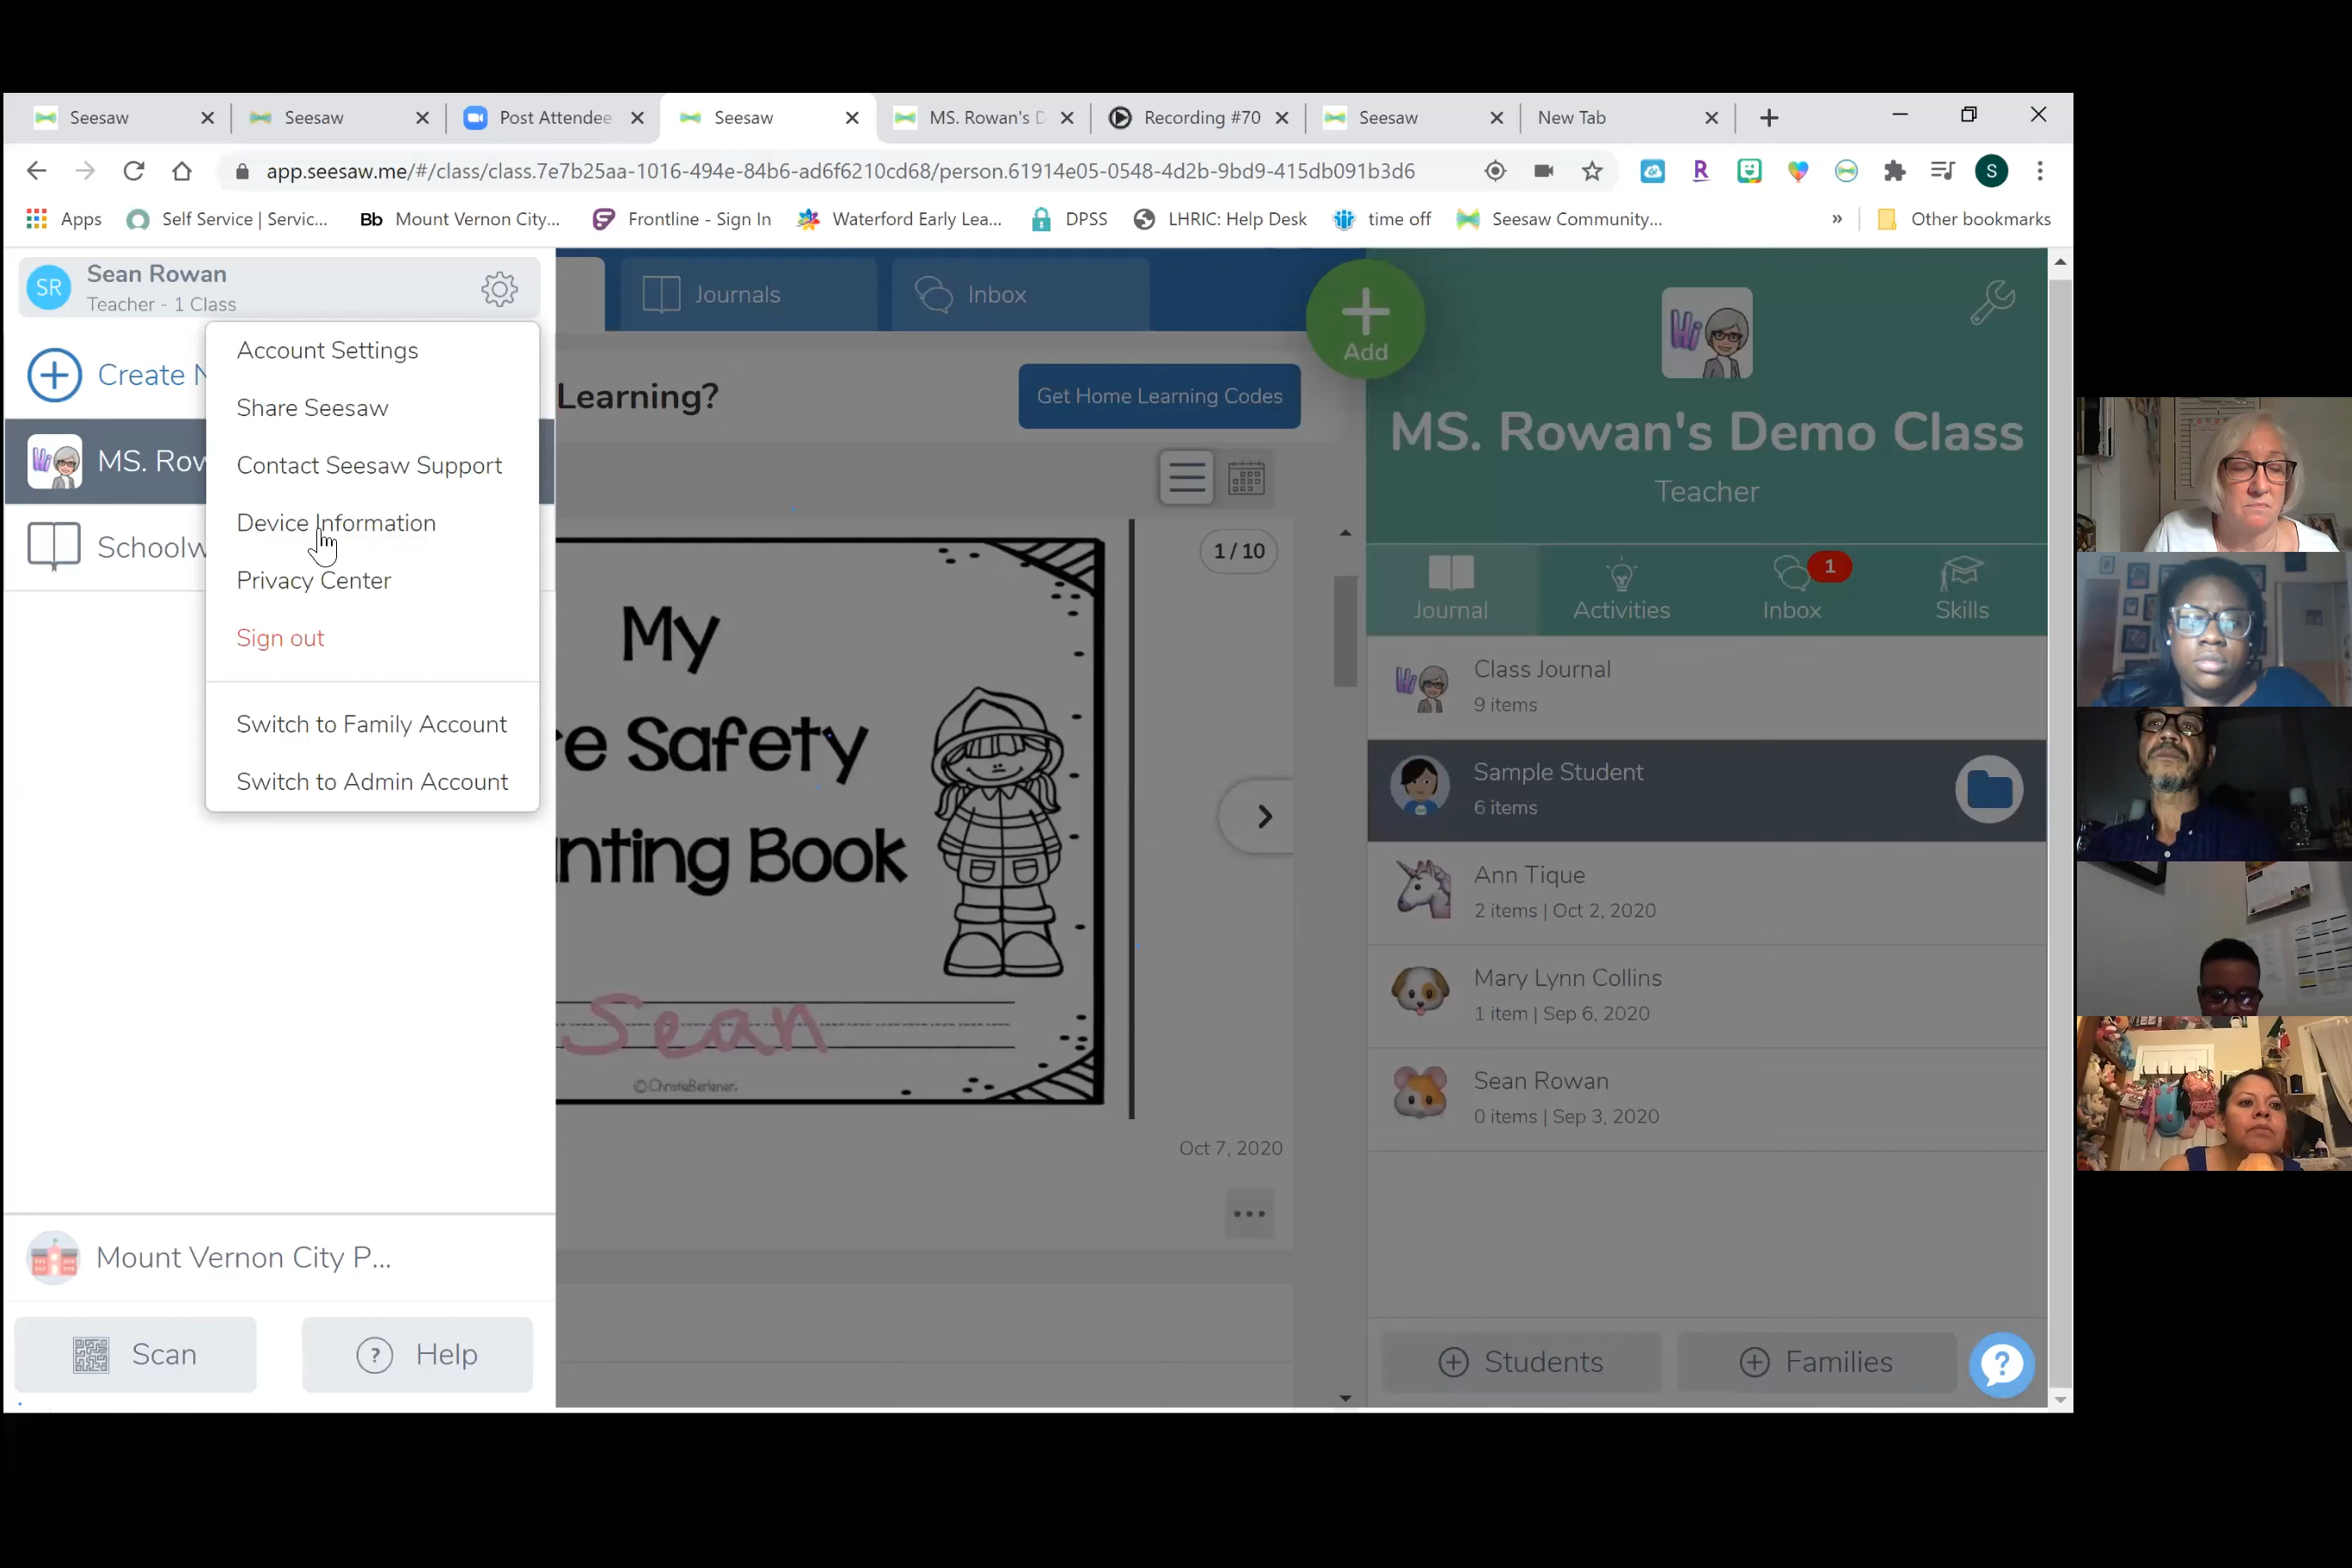 Seesaw
Seesaw
Post Attendee
Seesaw
MS. Rowan's D
Recording #70
Seesaw
New Tab
app.seesaw.me/#/class/class.7e7b25aa-1016-494e-84b6-ad6f6210cd68/person.61914e05-0548-4d2b-9bd9-415db091b3d6
R
S
Apps
Self Service | Servic...
Bb Mount Vernon City...
Frontline - Sign In
Waterford Early Lea...
DPSS
LHRIC: Help Desk
time off
Seesaw Community...
»
Other bookmarks
SR
Sean Rowan
Teacher - 1 Class
Create N
MS. Row
Schoolw
Account Settings
Share Seesaw
Contact Seesaw Support
Device Information
Privacy Center
Sign out
Switch to Family Account
Switch to Admin Account
Mount Vernon City P...
Scan
? Help
Journals
Inbox
Add
Learning?
Get Home Learning Codes
1 / 10
My
re Safety
nting Book
Sean
©ChristieBerrier
Oct 7, 2020
Hi
MS. Rowan's Demo Class
Teacher
Journal
Activities
Inbox
1
Skills
Class Journal
9 items
Sample Student
6 items
Ann Tique
2 items | Oct 2, 2020
Mary Lynn Collins
1 item | Sep 6, 2020
Sean Rowan
0 items | Sep 3, 2020
Students
Families
?